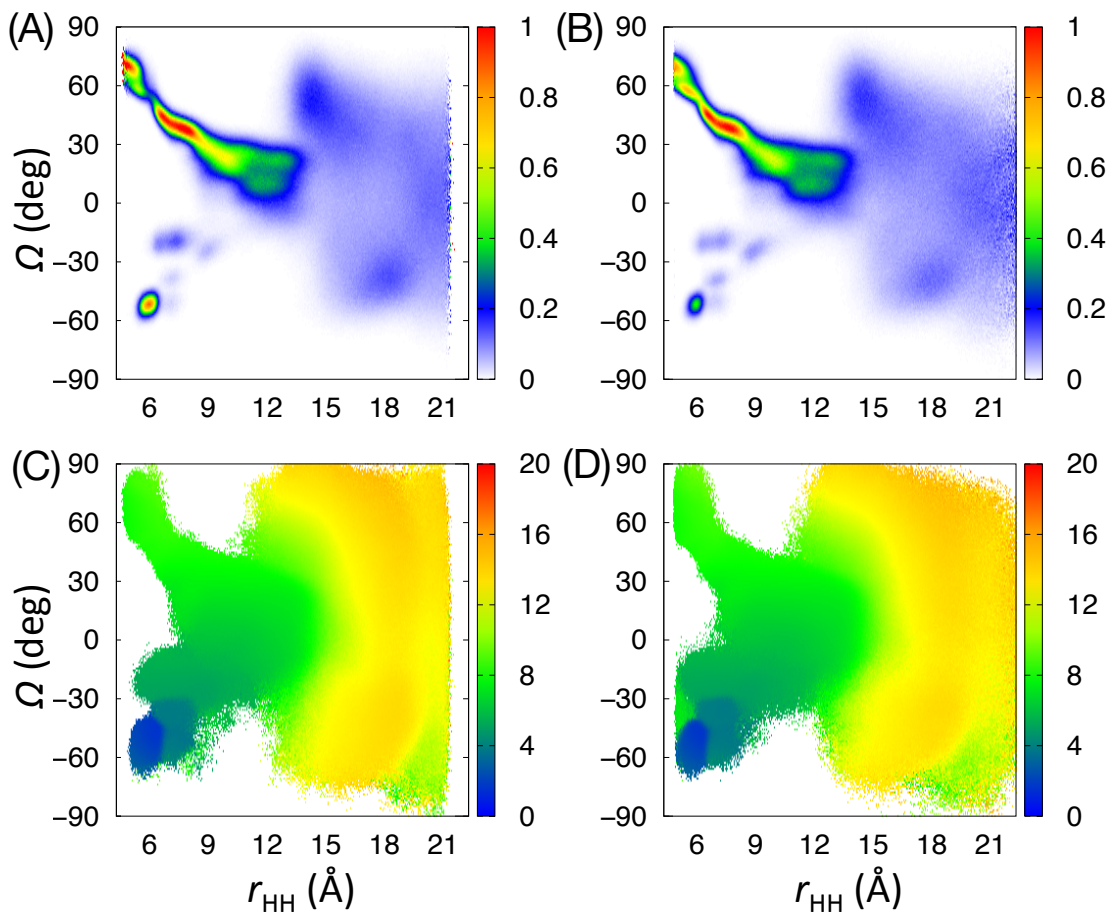 (A) (B)
90 1 90 1
60 0.8 60 0.8
30 0.6 30 0.6
Ω (deg) 0 0
−30 0.4 −30 0.4
−60 0.2 −60 0.2
−90 0 −90 0
6 9 12 15 18 21 6 9 12 15 18 21
(C) (D)
90 20 90 20
60 16 60 16
30 12 30 12
Ω (deg) 0 0
−30 8 −30 8
−60 4 −60 4
−90 0 −90 0
6 9 12 15 18 21 6 9 12 15 18 21
rHH (Å) rHH (Å)